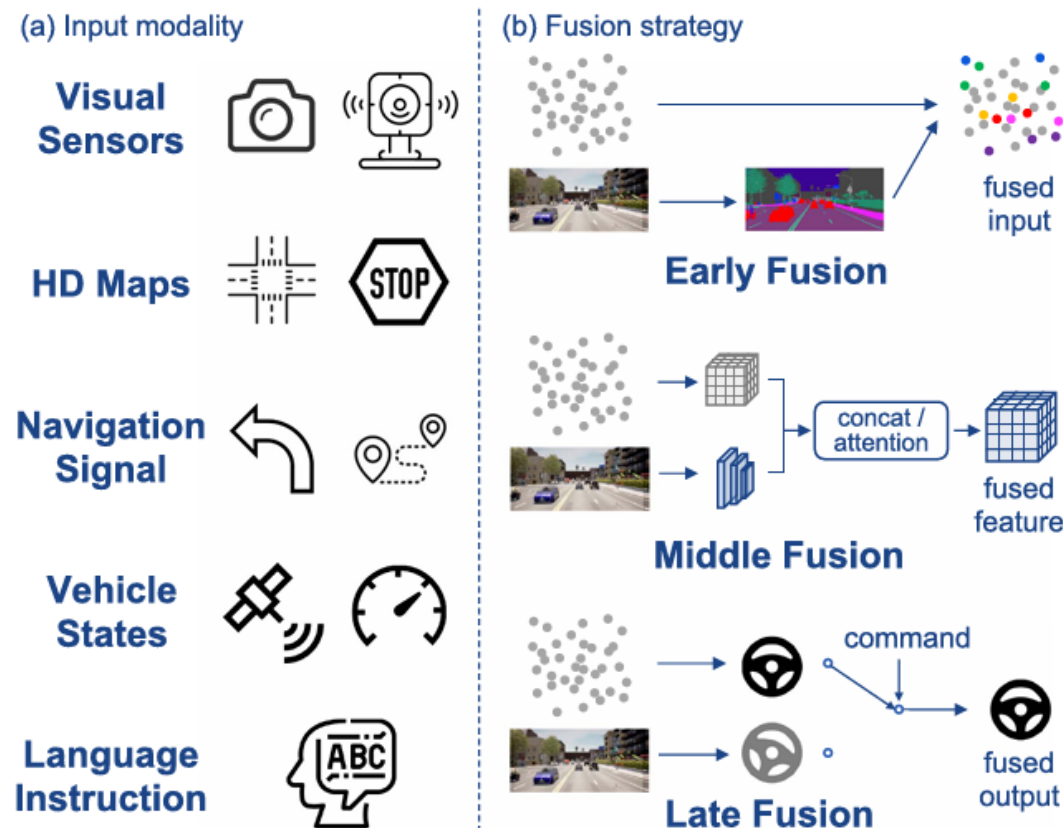 (a) Input modality
Visual
Sensors
HD Maps
STOP
Navigation
Signal
Vehicle
States
Language
Instruction
ABC
(b) Fusion strategy
fused
input
Early Fusion
concat /
attention
fused
feature
Middle Fusion
command
fused
output
Late Fusion